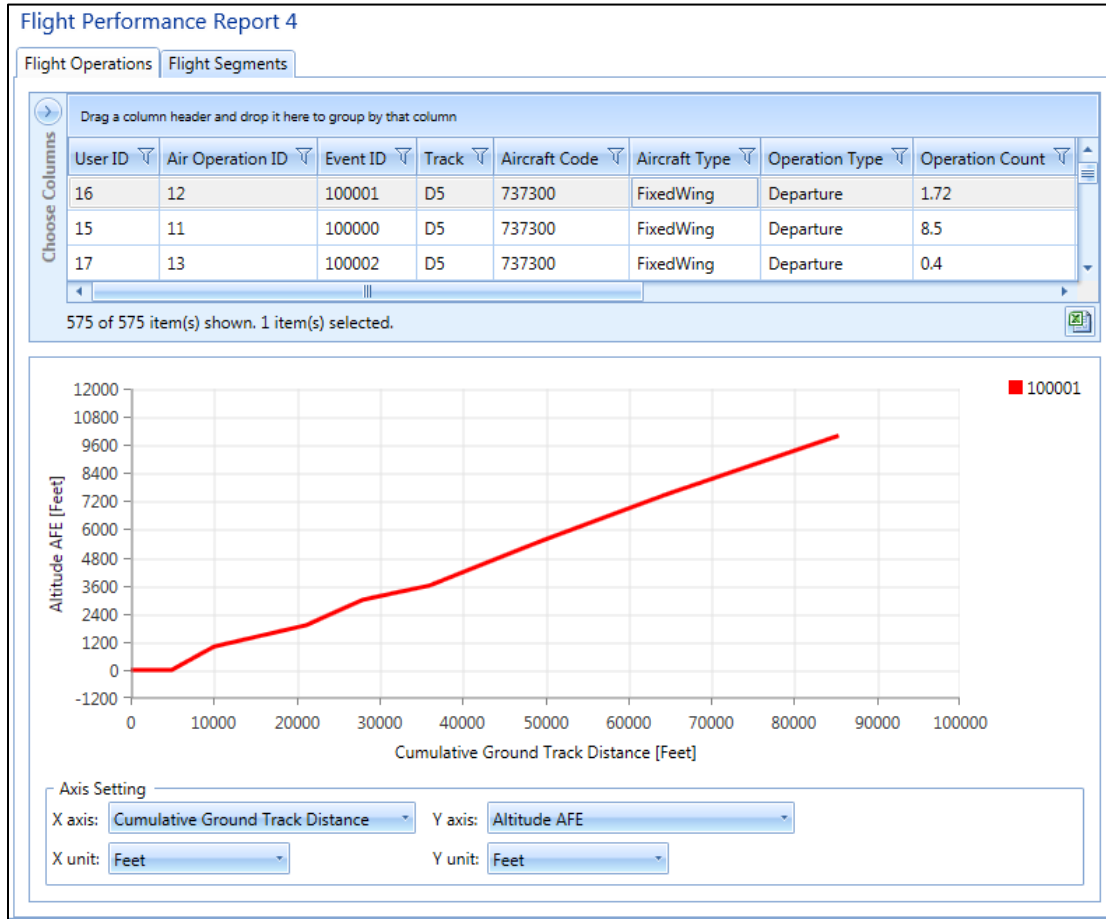 Flight Performance Report 4
Flight Operations Flight Segments
Choose Columns
Drag a column header and drop it here to group by that column
User ID Air Operation ID Event ID Track Aircraft Code Aircraft Type Operation Type Operation Count
16 12 100001 D5 737300 FixedWing Departure 1.72
15 11 100000 D5 737300 FixedWing Departure 8.5
17 13 100002 D5 737300 FixedWing Departure 0.4
575 of 575 item(s) shown. 1 item(s) selected.
100001
Altitude AFE [Feet]
12000
10800
9600
8400
7200
6000
4800
3600
2400
1200
0
-1200
0 10000 20000 30000 40000 50000 60000 70000 80000 90000 100000
Cumulative Ground Track Distance [Feet]
Axis Setting
X axis: Cumulative Ground Track Distance Y axis: Altitude AFE
X unit: Feet Y unit: Feet